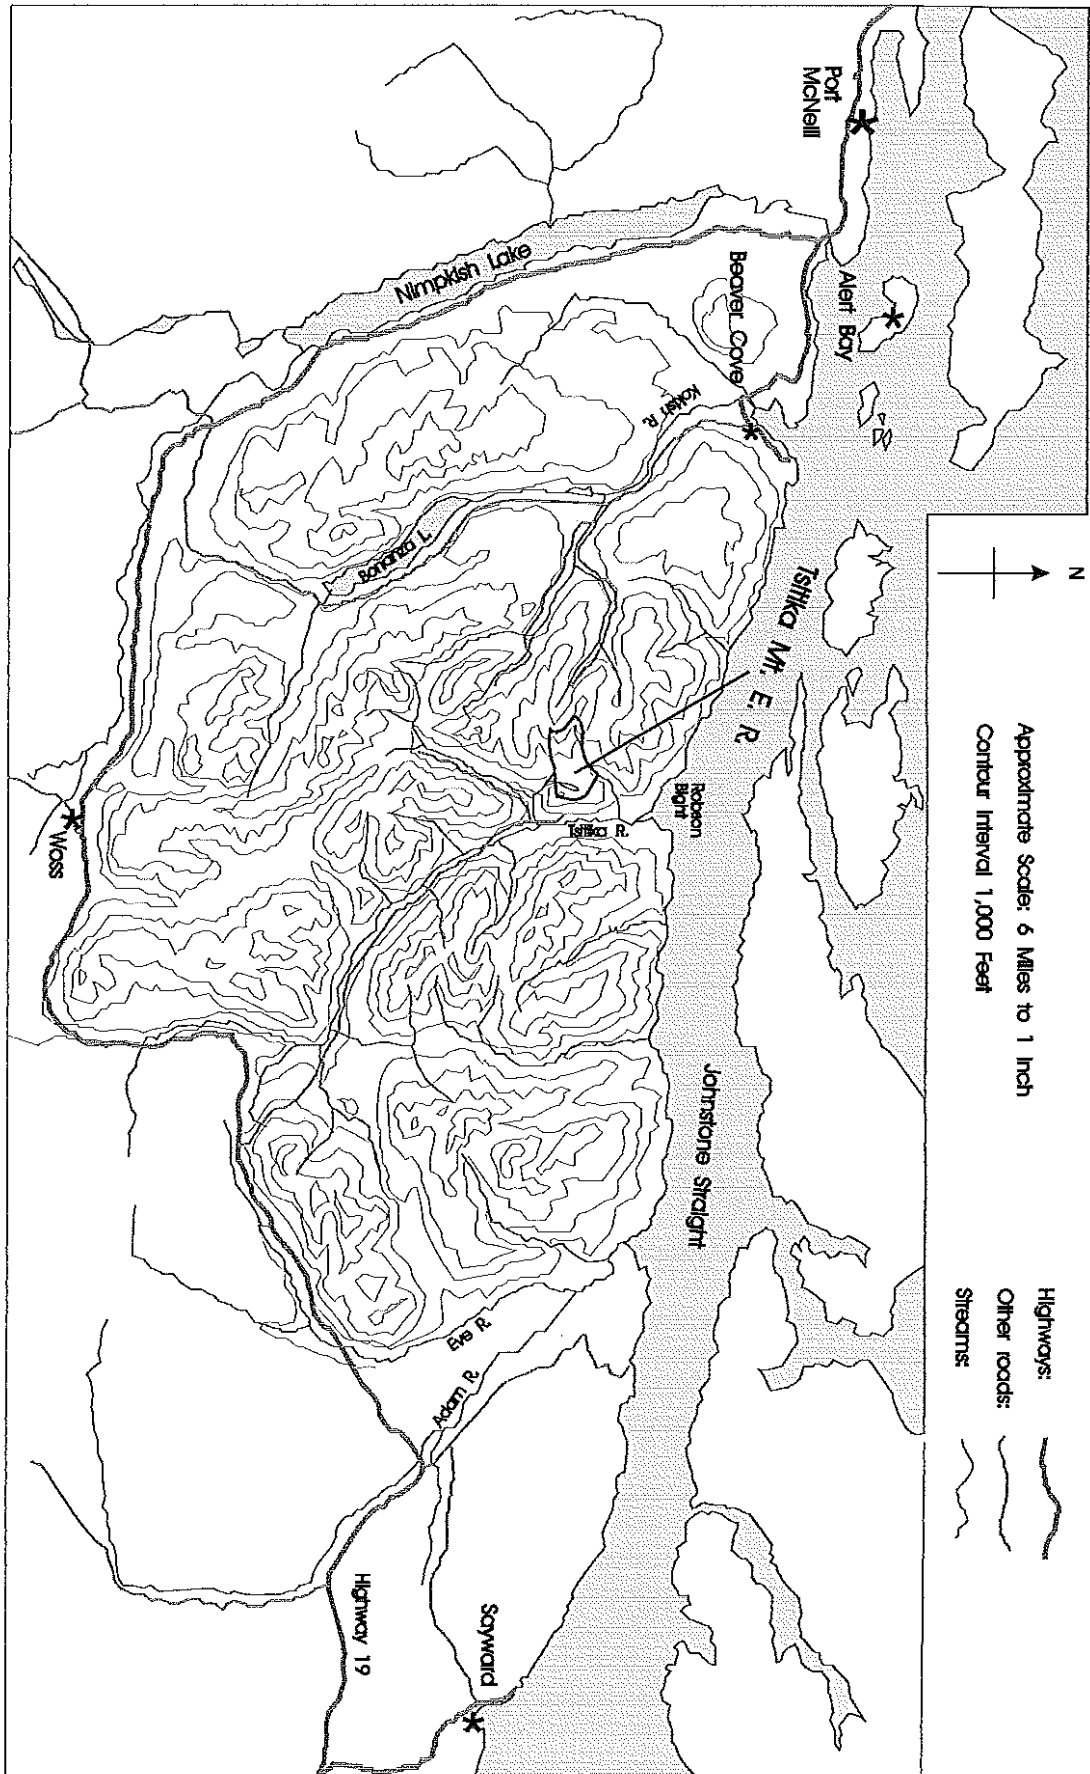 Port
McNeill
Alert Bay
Beaver Cove
Nimpkish Lake
Kokish R.
Bonanza L.
Tsitika Mt. E. R.
Robson
Bight
Tsitika R.
Woss
Johnstone Straight
Eve R.
Adam R.
Highway 19
Sayward
N
Approximate Scale: 6 Miles to 1 Inch
Contour Interval 1,000 Feet
Highways:
Other roads:
Streams: